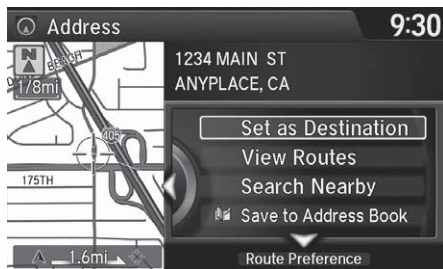 Address
9:30
N
BEACH
1/8mi
405
175TH
1.6mi
1234 MAIN ST
ANYPLACE, CA
Set as Destination
View Routes
Search Nearby
Save to Address Book
Route Preference